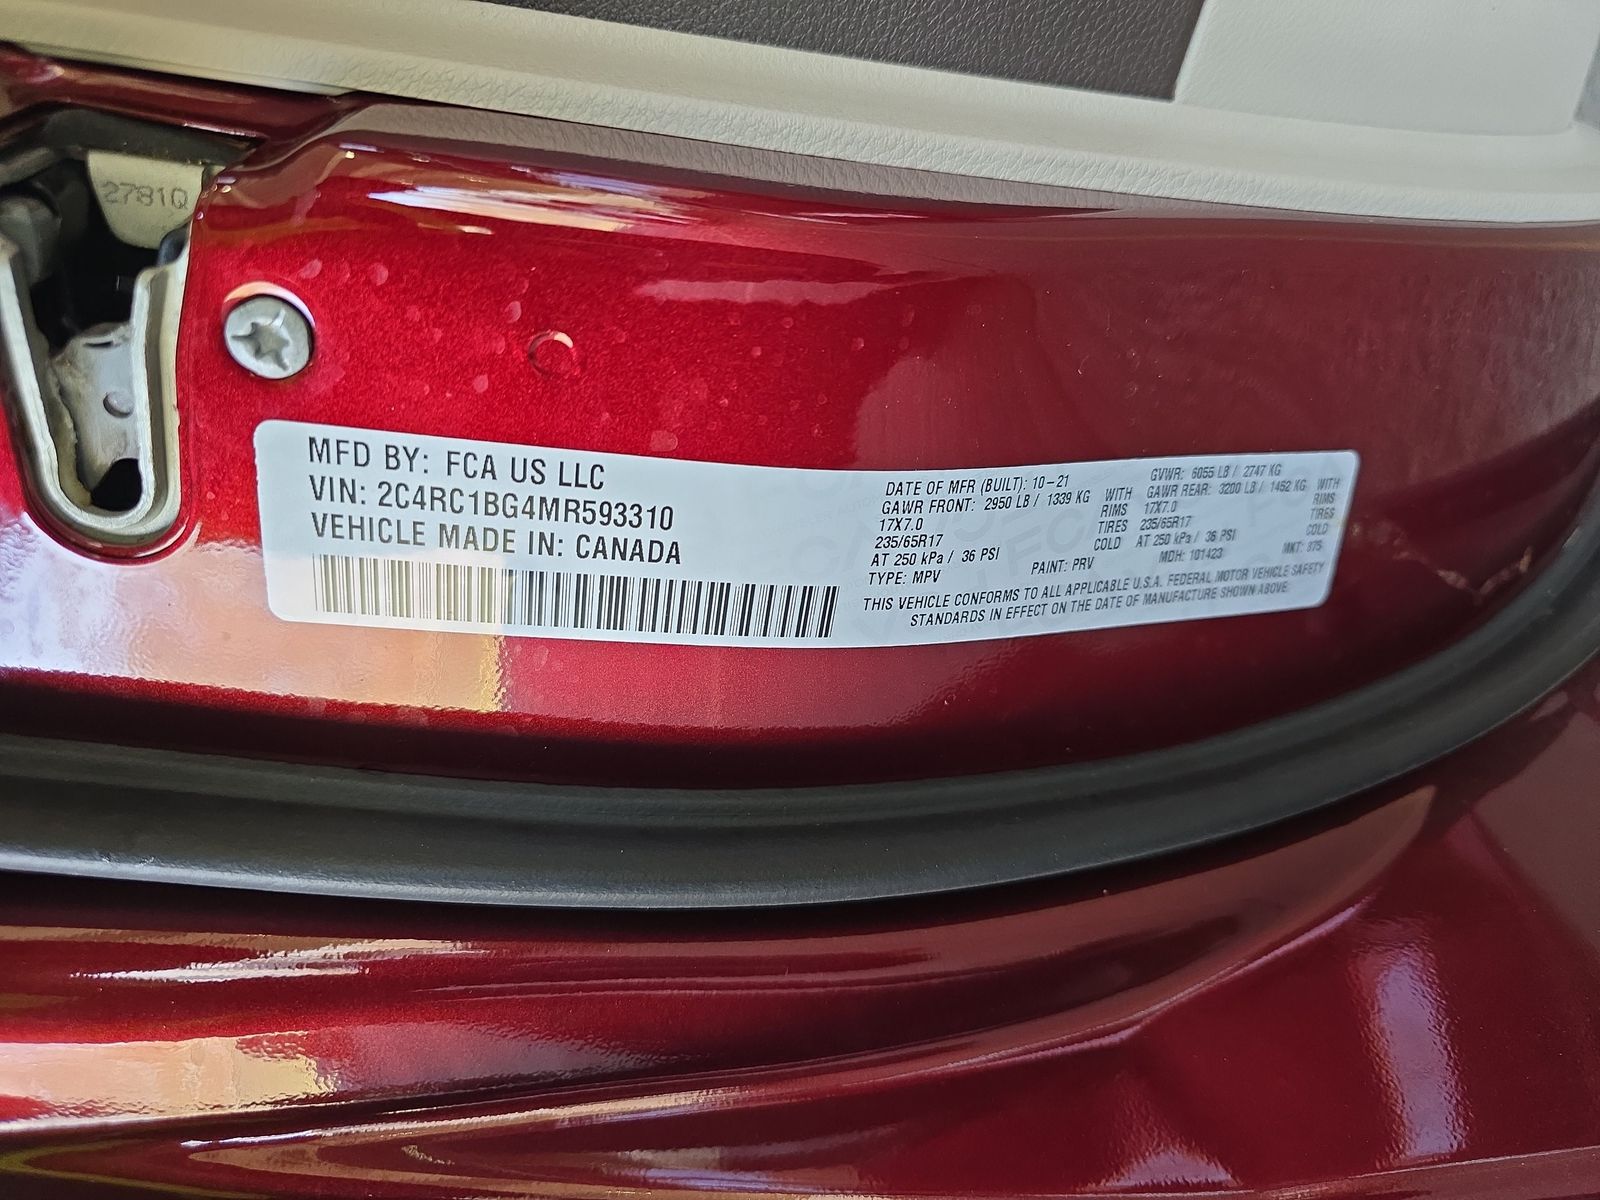 2781Q
MFD BY: FCA US LLC
VIN: 2C4RC1BG4MR593310
VEHICLE MADE IN: CANADA
DATE OF MFR (BUILT): 10-21 GVWR: 6055 LB / 2747 KG
GAWR FRONT: 2950 LB / 1339 KG WITH GAWR REAR: 3200 LB / 1452 KG WITH
17X7.0 RIMS 17X7.0 RIMS
235/65R17 TIRES 235/65R17 TIRES
AT 250 kPa / 36 PSI COLD AT 250 kPa / 36 PSI COLD
TYPE: MPV PAINT: PRV MDH: 101423 MKT: 375
THIS VEHICLE CONFORMS TO ALL APPLICABLE U.S.A. FEDERAL MOTOR VEHICLE SAFETY
STANDARDS IN EFFECT ON THE DATE OF MANUFACTURE SHOWN ABOVE.